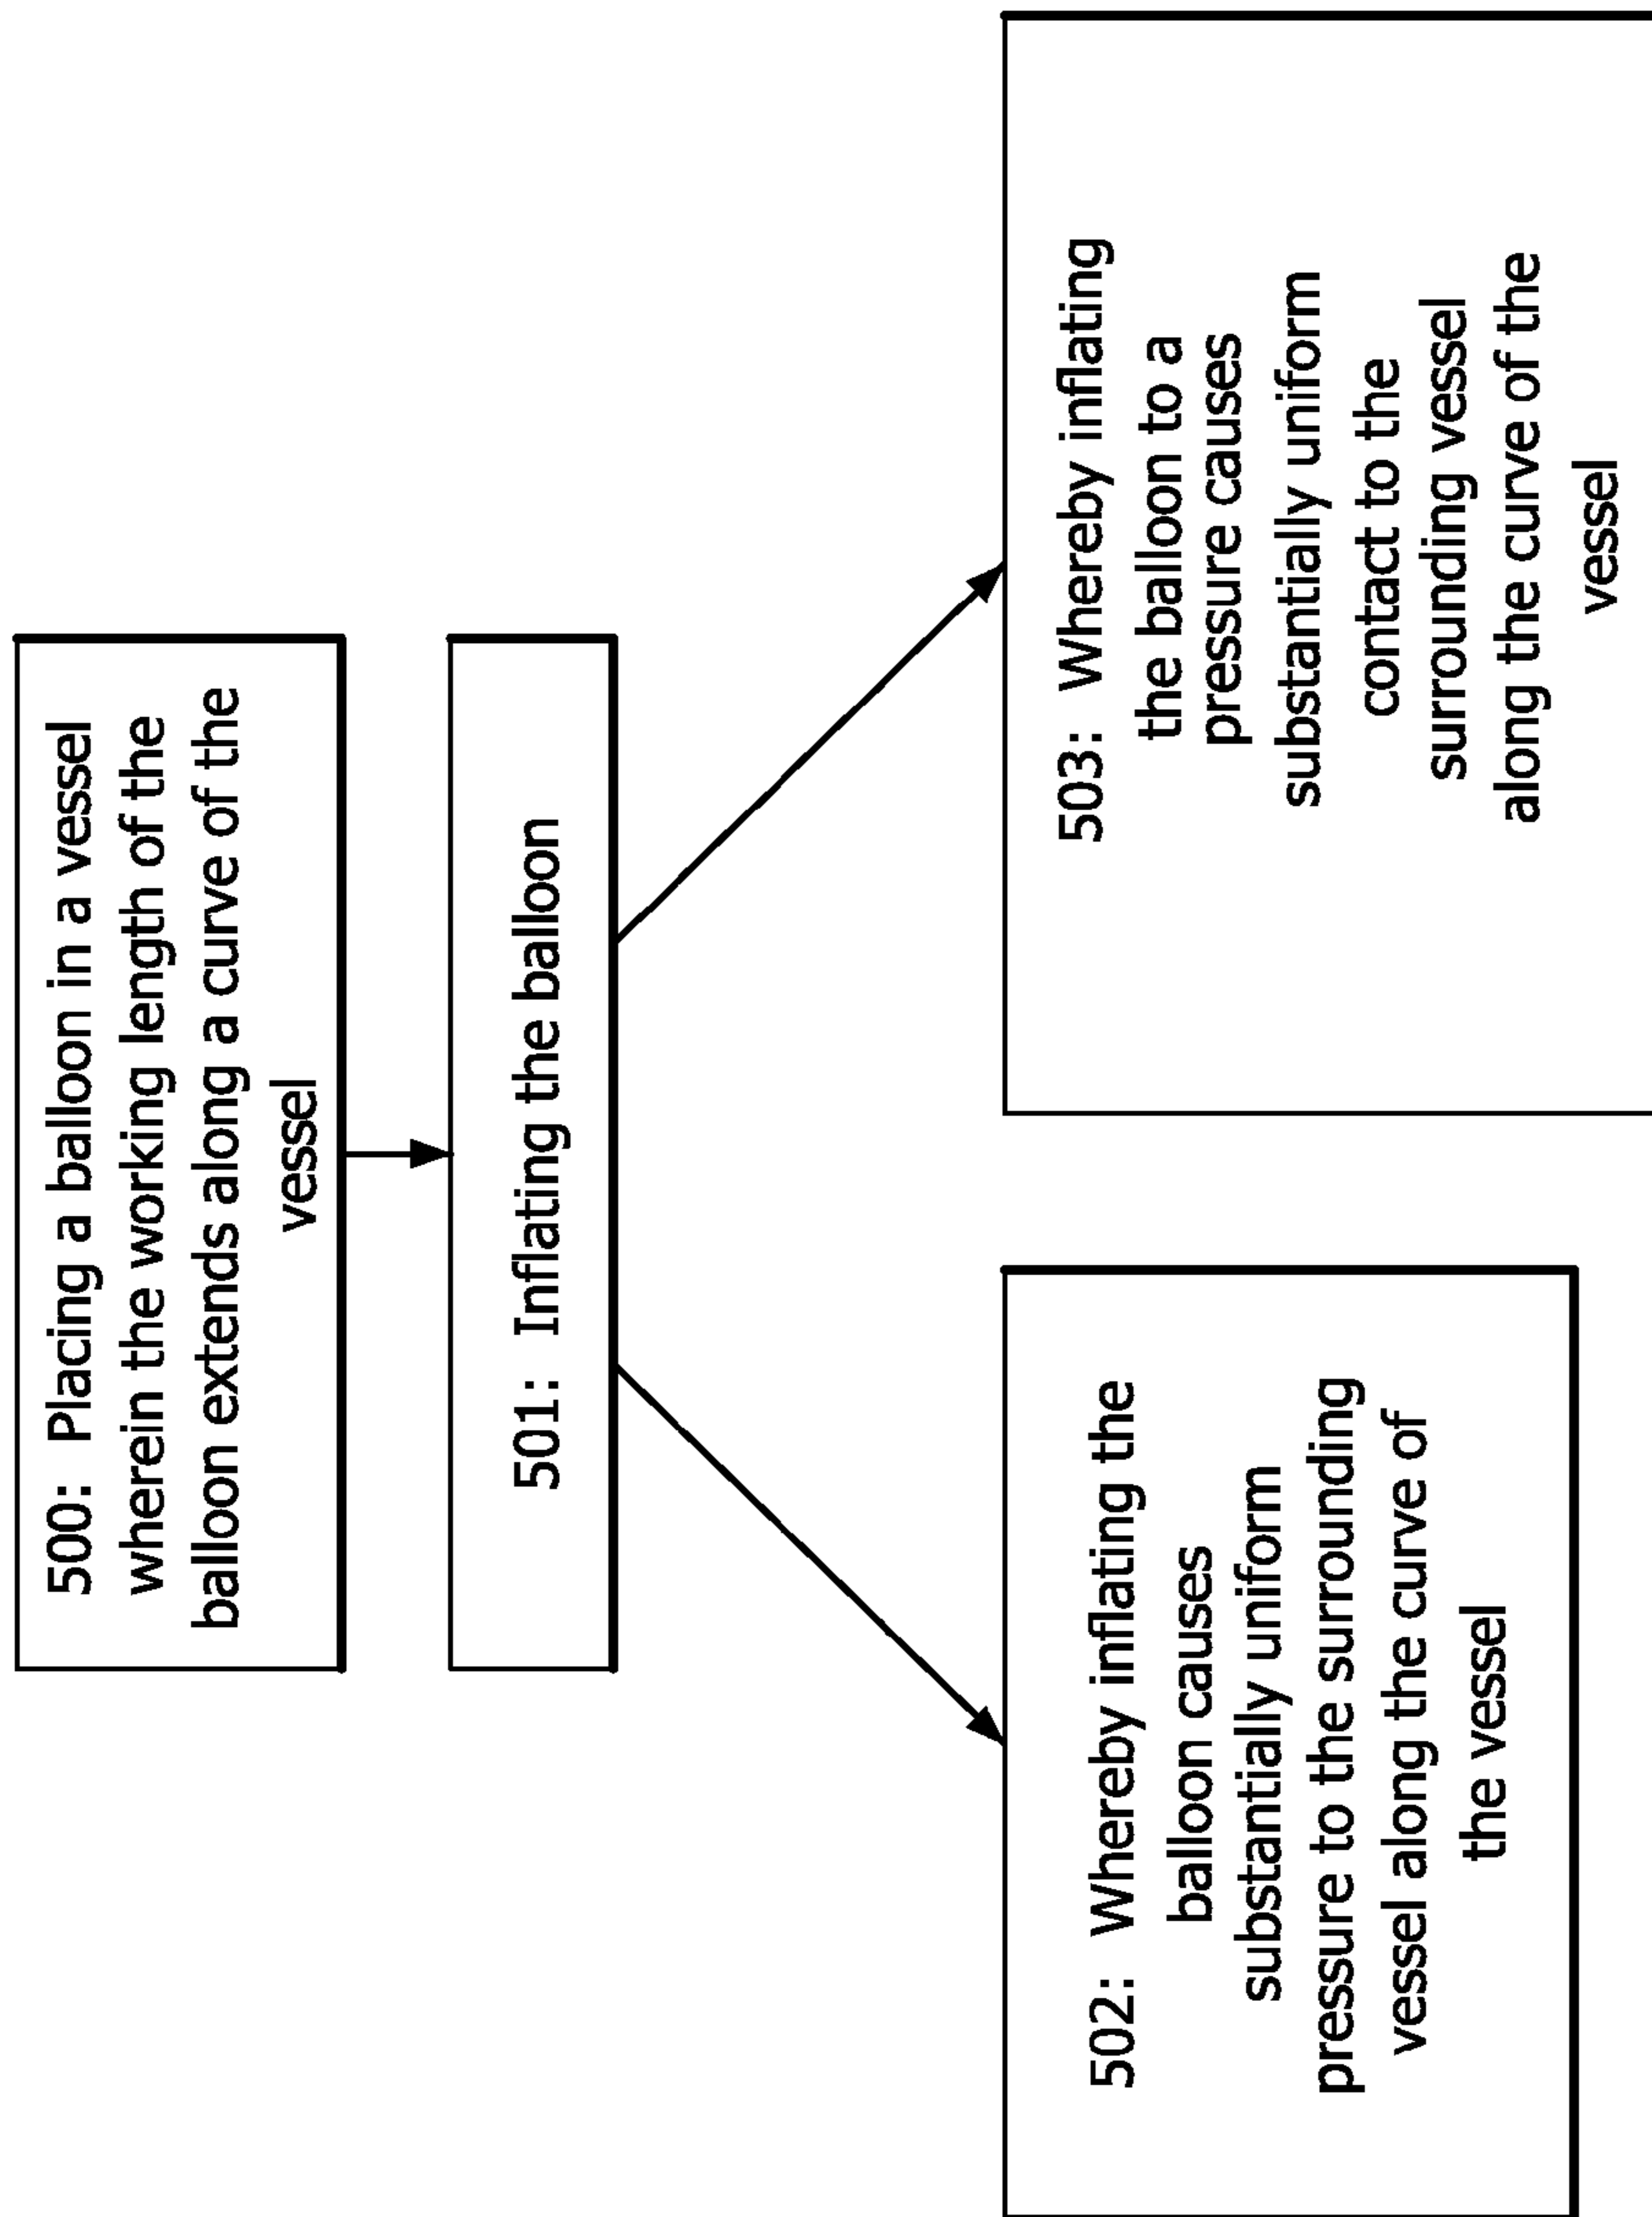 500: Placing a balloon in a vessel
wherein the working length of the
balloon extends along a curve of the
vessel
501: Inflating the balloon
502: Whereby inflating the
balloon causes
substantially uniform
pressure to the surrounding
vessel along the curve of
the vessel
503: Whereby inflating
the balloon to a
pressure causes
substantially uniform
contact to the
surrounding vessel
along the curve of the
vessel